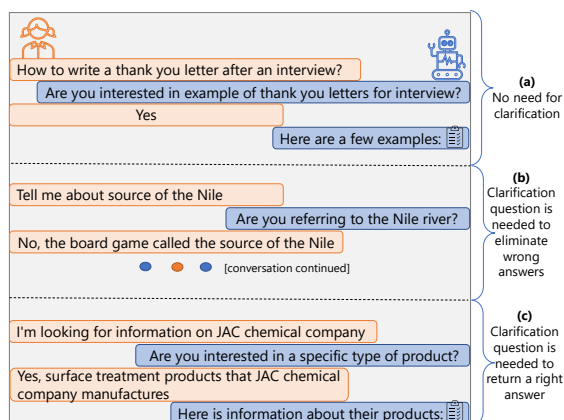 How to write a thank you letter after an interview?
Are you interested in example of thank you letters for interview?
Yes
Here are a few examples:
(a)
No need for
clarification
Tell me about source of the Nile
Are you referring to the Nile river?
No, the board game called the source of the Nile
[conversation continued]
(b)
Clarification
question is
needed to
eliminate
wrong
answers
I'm looking for information on JAC chemical company
Are you interested in a specific type of product?
Yes, surface treatment products that JAC chemical
company manufactures
Here is information about their products:
(c)
Clarification
question is
needed to
return a right
answer